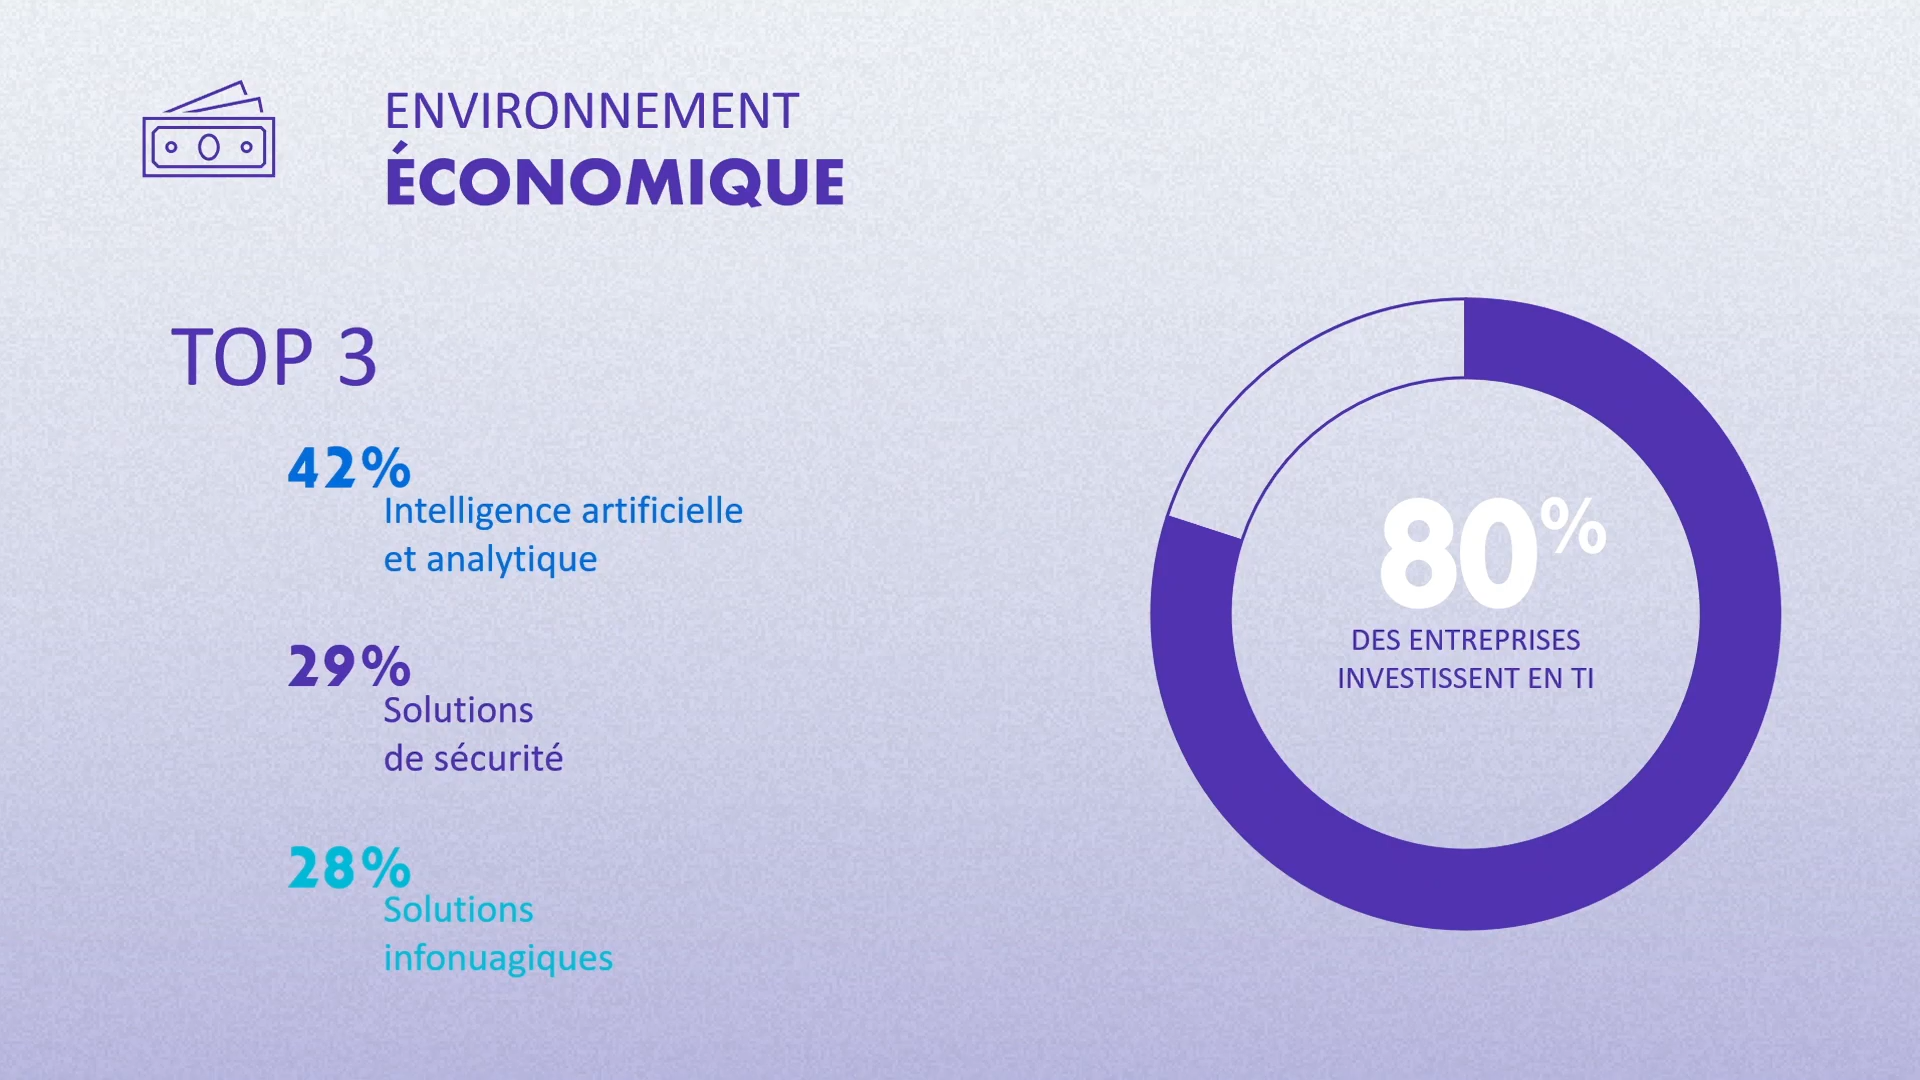 ENVIRONNEMENT
ÉCONOMIQUE
TOP 3
42%
Intelligence artificielle
et analytique
29%
Solutions
de sécurité
28%
Solutions
infonuagiques
80%
DES ENTREPRISES
INVESTISSENT EN TI